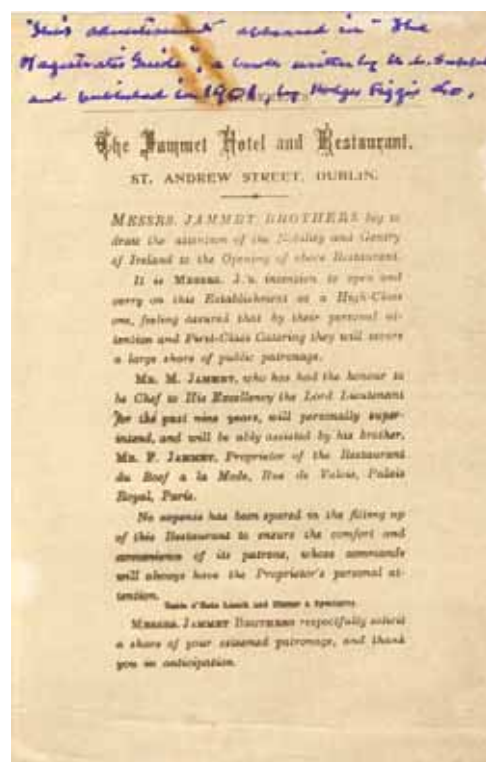 "This advertisement appeared in "The
Magistrates Guide", a book written by
and published in 1901, by Hodges Figgis & Co,
The Jammet Hotel and Restaurant,
ST. ANDREW STREET, DUBLIN.
MESSRS. JAMMET BROTHERS beg to
draw the attention of the Nobility and Gentry
of Ireland to the Opening of above Restaurant.
It is MESSRS. J.'s intention to open and
carry on this Establishment as a High-Class
one, feeling assured that by their personal at-
tention and First-Class Catering they will secure
a large share of public patronage.
MR. M. JAMMET, who has had the honour to
be Chef to His Excellency the Lord Lieutenant
for the past nine years, will personally super-
intend, and will be ably assisted by his brother,
MR. F. JAMMET, Proprietor of the Restaurant
du Boef a la Mode, Rue de Valois, Palais
Royal, Paris.
No expense has been spared in the fitting up
of this Restaurant to ensure the comfort and
convenience of its patrons, whose commands
will always have the Proprietor's personal at-
tention.
Table d'Hote Lunch and Dinner a Speciality.
MESSRS. JAMMET BROTHERS respectfully solicit
a share of your esteemed patronage, and thank
you in anticipation.